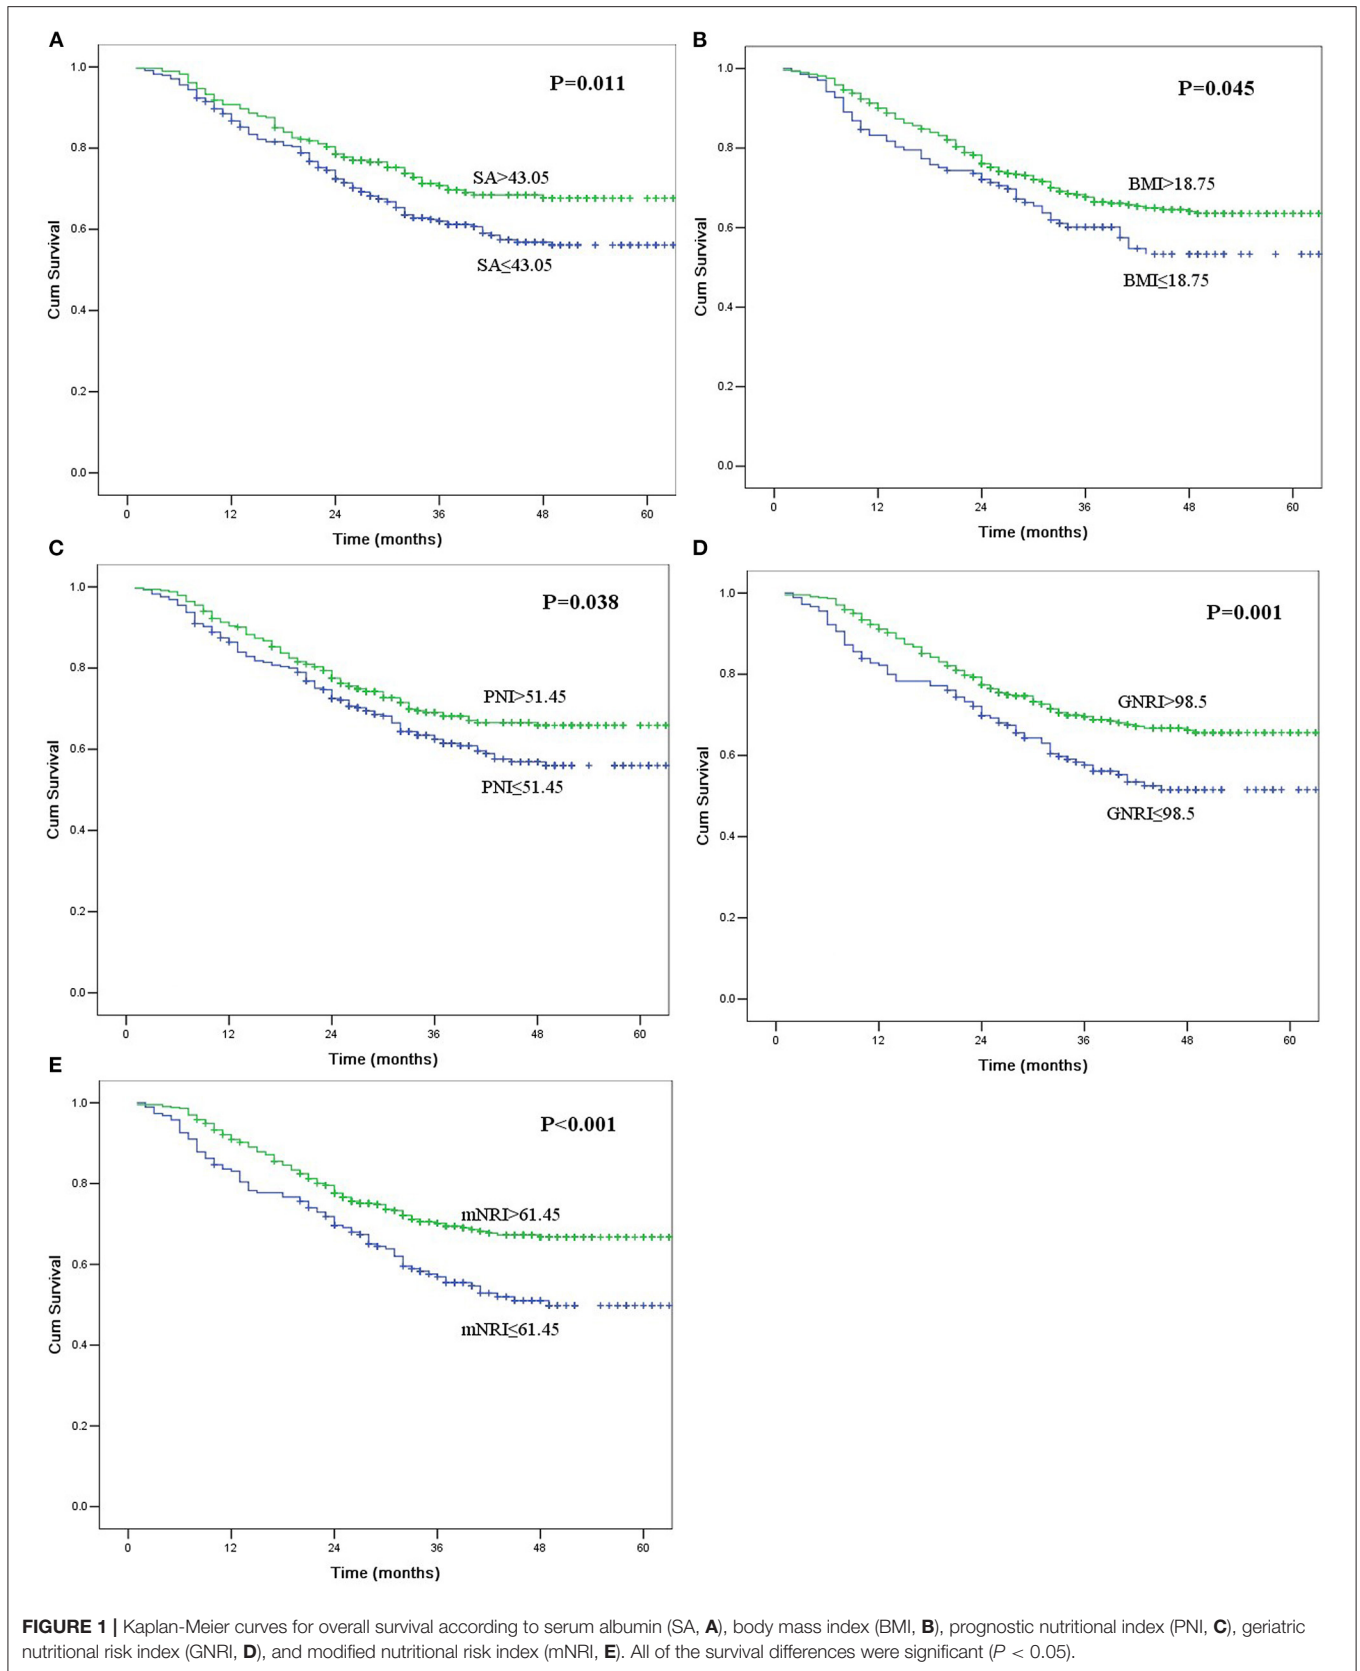 A
P=0.011
1.0
0.8
0.6
0.4
0.2
0.0
Cum Survival
SA>43.05
SA≤43.05
0 12 24 36 48 60
Time (months)
B
P=0.045
1.0
0.8
0.6
0.4
0.2
0.0
Cum Survival
BMI>18.75
BMI≤18.75
0 12 24 36 48 60
Time (months)
C
P=0.038
1.0
0.8
0.6
0.4
0.2
0.0
Cum Survival
PNI>51.45
PNI≤51.45
0 12 24 36 48 60
Time (months)
D
P=0.001
1.0
0.8
0.6
0.4
0.2
0.0
Cum Survival
GNRI>98.5
GNRI≤98.5
0 12 24 36 48 60
Time (months)
E
P<0.001
1.0
0.8
0.6
0.4
0.2
0.0
Cum Survival
mNRI>61.45
mNRI≤61.45
0 12 24 36 48 60
Time (months)
FIGURE 1 | Kaplan-Meier curves for overall survival according to serum albumin (SA, A), body mass index (BMI, B), prognostic nutritional index (PNI, C), geriatric
nutritional risk index (GNRI, D), and modified nutritional risk index (mNRI, E). All of the survival differences were significant (P < 0.05).